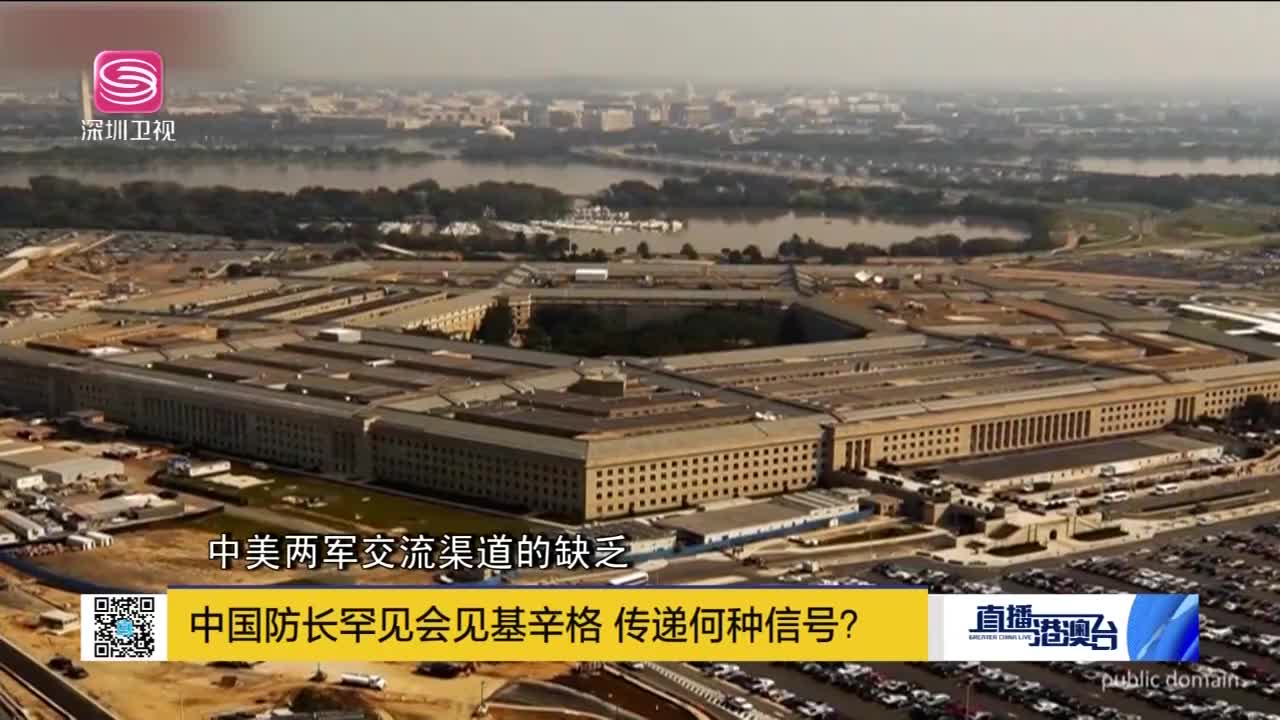 深圳卫视
中美两军交流渠道的缺乏
中国防长罕见会见基辛格 传递何种信号?
直播港澳台
GREATER CHINA LIVE
public domain